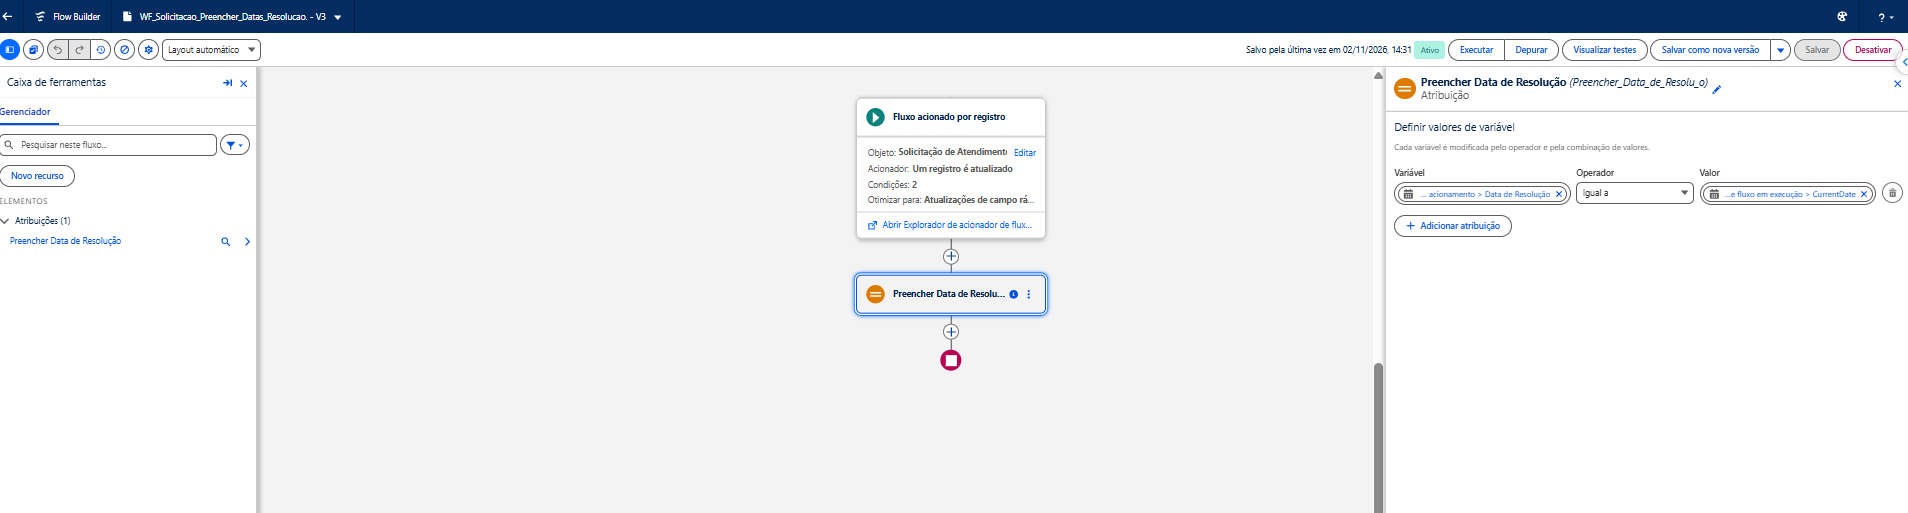 Flow Builder
WF_Solicitacao_Preencher_Datas_Resolucao. - V3
?
Layout automático
Salvo pela última vez em 02/11/2026, 14:31
Ativo
Executar
Depurar
Visualizar testes
Salvar como nova versão
Salvar
Desativar
Caixa de ferramentas
Gerenciador
Pesquisar neste fluxo...
Novo recurso
ELEMENTOS
Atribuições (1)
Preencher Data de Resolução
Fluxo acionado por registro
Objeto: Solicitação de Atendiment
Editar
Acionador: Um registro é atualizado
Condições: 2
Otimizar para: Atualizações de campo rá...
Abrir Explorador de acionador de flux...
Preencher Data de Resolu...
Preencher Data de Resolução (Preencher_Data_de_Resolu_o)
Atribuição
Definir valores de variável
Cada variável é modificada pelo operador e pela combinação de valores.
Variável
Operador
Valor
... acionamento > Data de Resolução
Igual a
...e fluxo em execução > CurrentDate
Adicionar atribuição